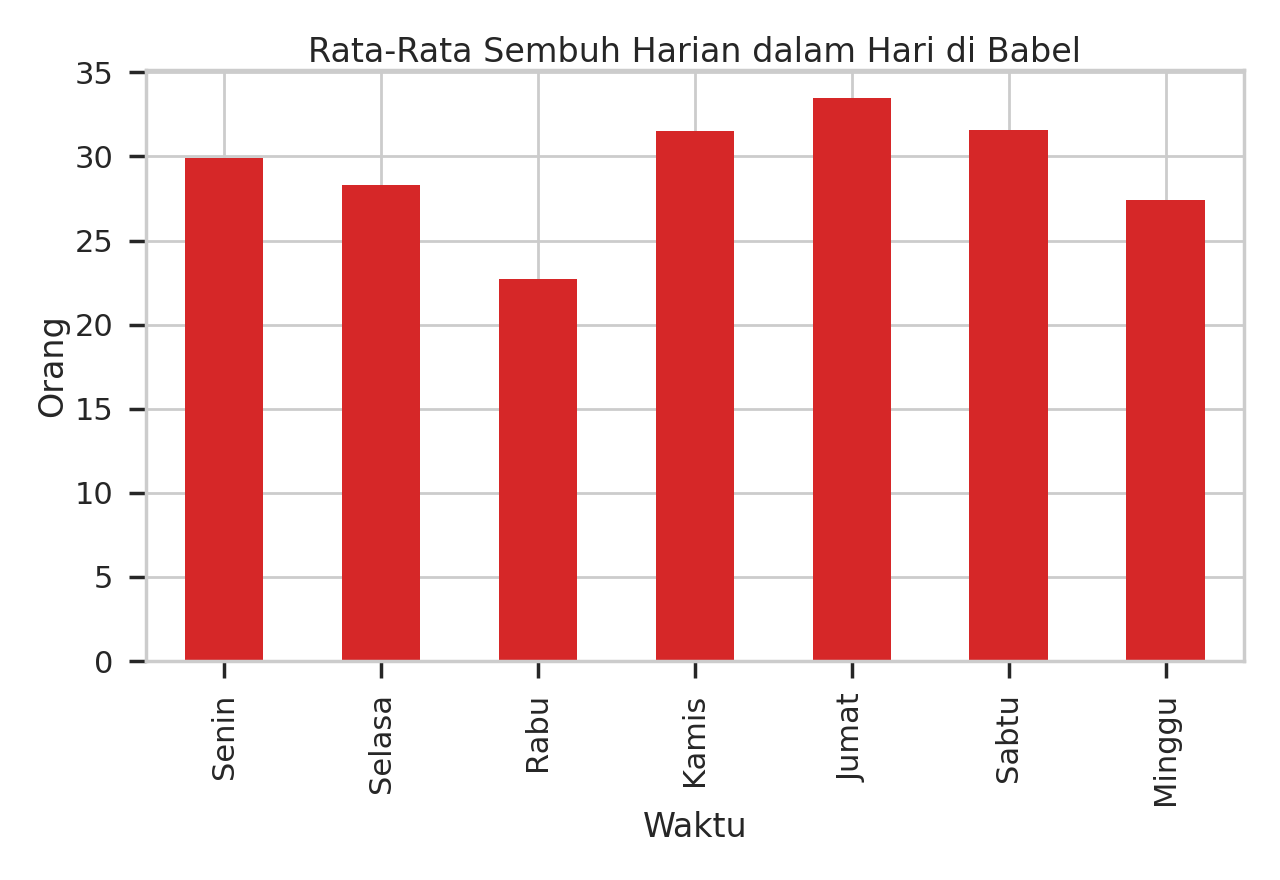 Rata-Rata Sembuh Harian dalam Hari di Babel
35
30
25
20
15
10
5
0
Orang
Senin
Selasa
Rabu
Kamis
Jumat
Sabtu
Minggu
Waktu